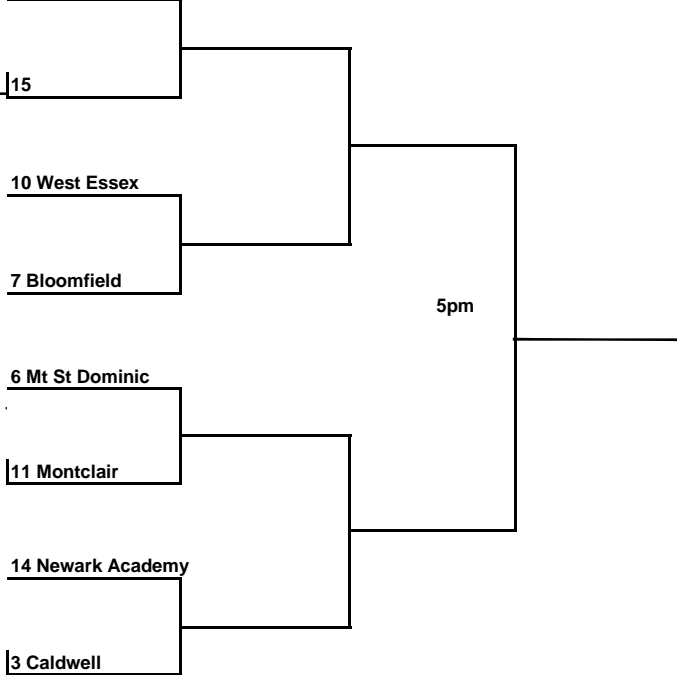 15
10 West Essex
7 Bloomfield
5pm
6 Mt St Dominic
11 Montclair
14 Newark Academy
3 Caldwell